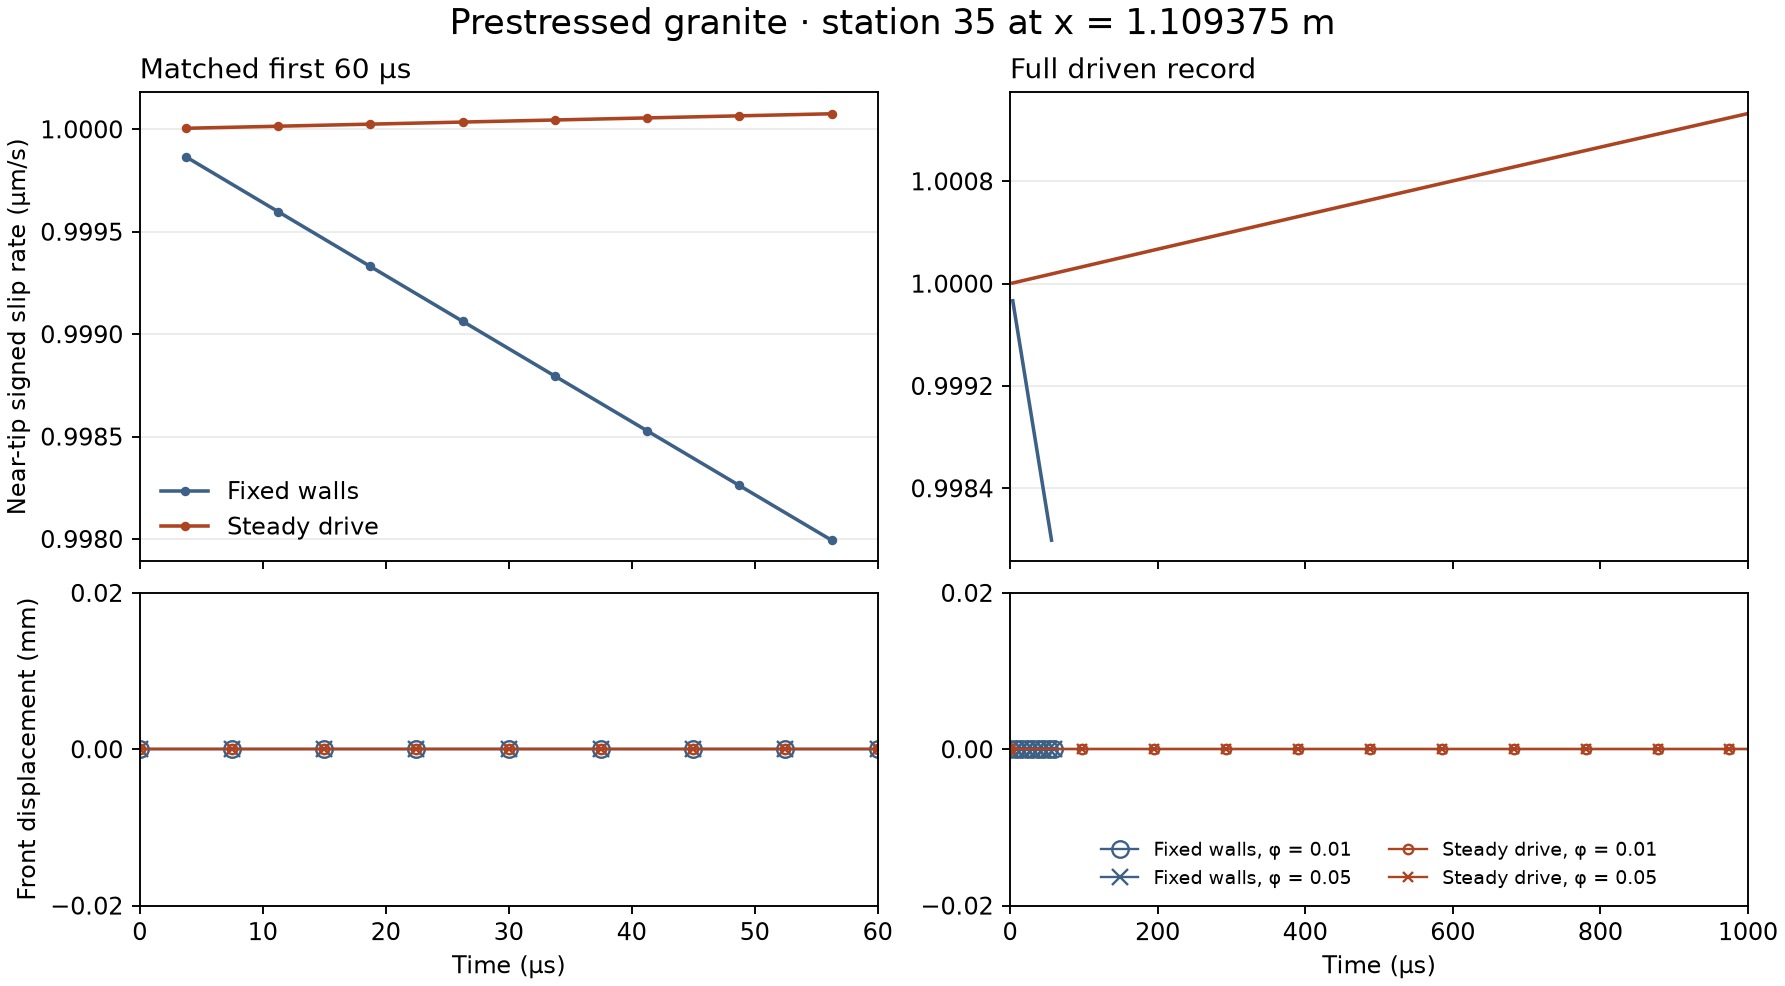 Prestressed granite · station 35 at x = 1.109375 m
Matched first 60 µs
Near-tip signed slip rate (µm/s)
1.0000
0.9995
0.9990
0.9985
0.9980
Fixed walls
Steady drive
Full driven record
1.0008
1.0000
0.9992
0.9984
Front displacement (mm)
0.02
0.00
−0.02
0
10
20
30
40
50
60
Time (µs)
0.02
0.00
−0.02
Fixed walls, φ = 0.01
Fixed walls, φ = 0.05
Steady drive, φ = 0.01
Steady drive, φ = 0.05
0
200
400
600
800
1000
Time (µs)